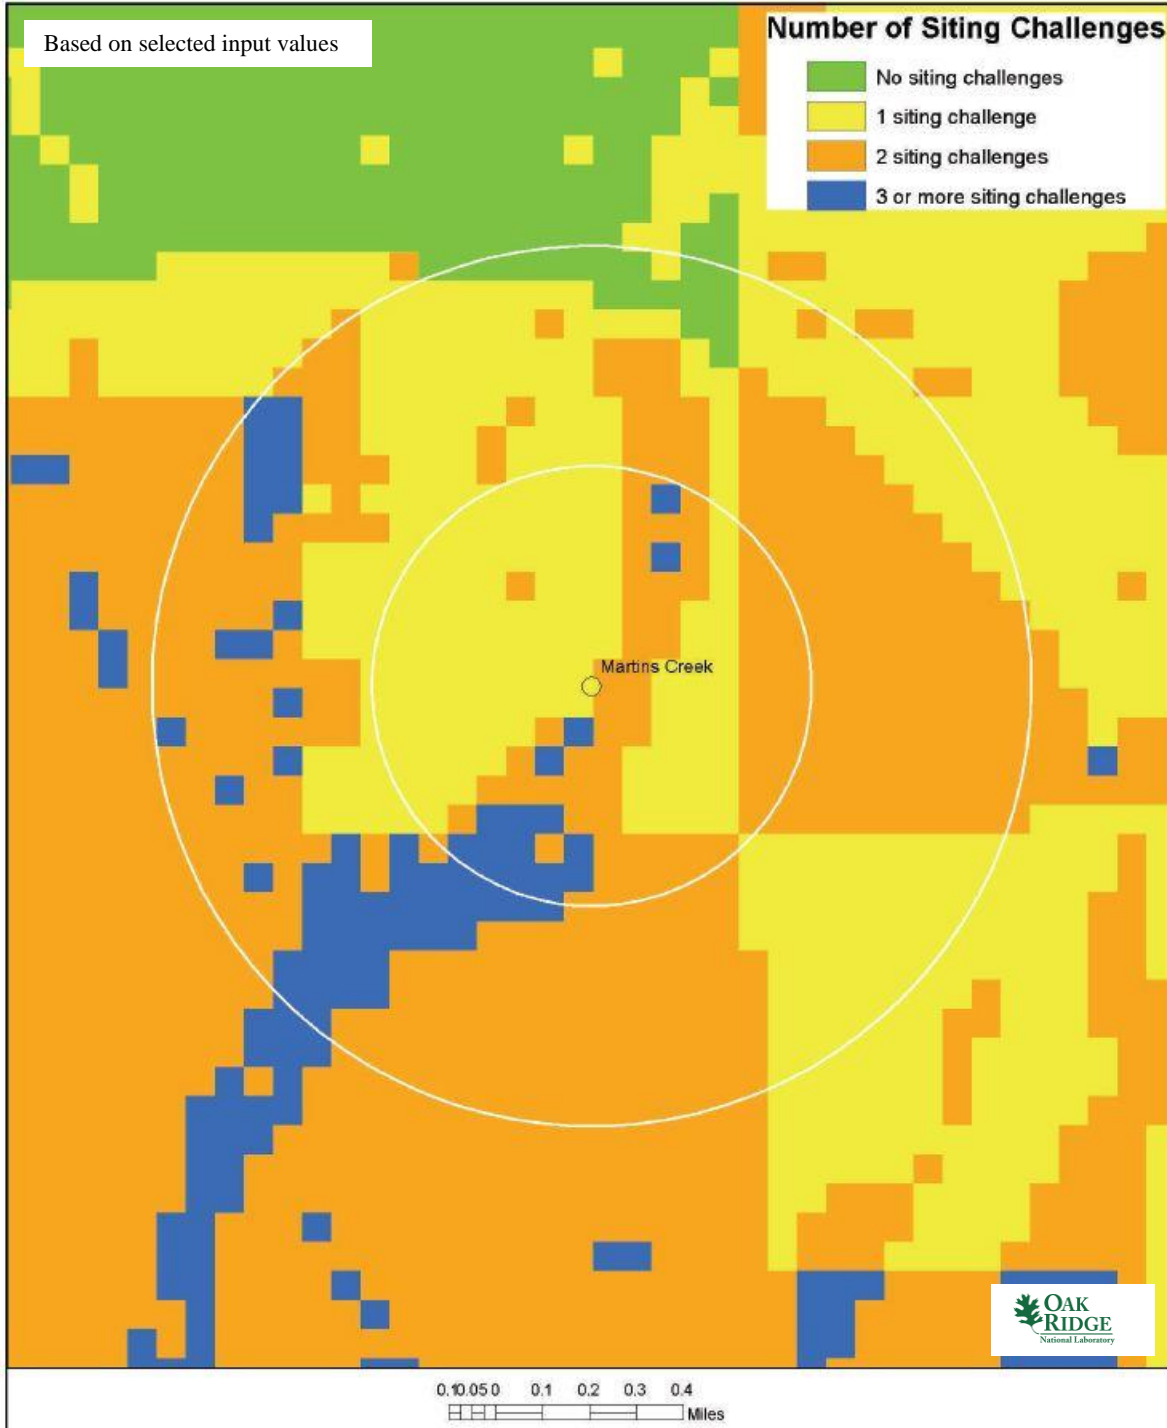 Based on selected input values
Number of Siting Challenges
No siting challenges
1 siting challenge
2 siting challenges
3 or more siting challenges
Martins Creek
OAK
RIDGE
National Laboratory
0.10.05 0 0.1 0.2 0.3 0.4
Miles